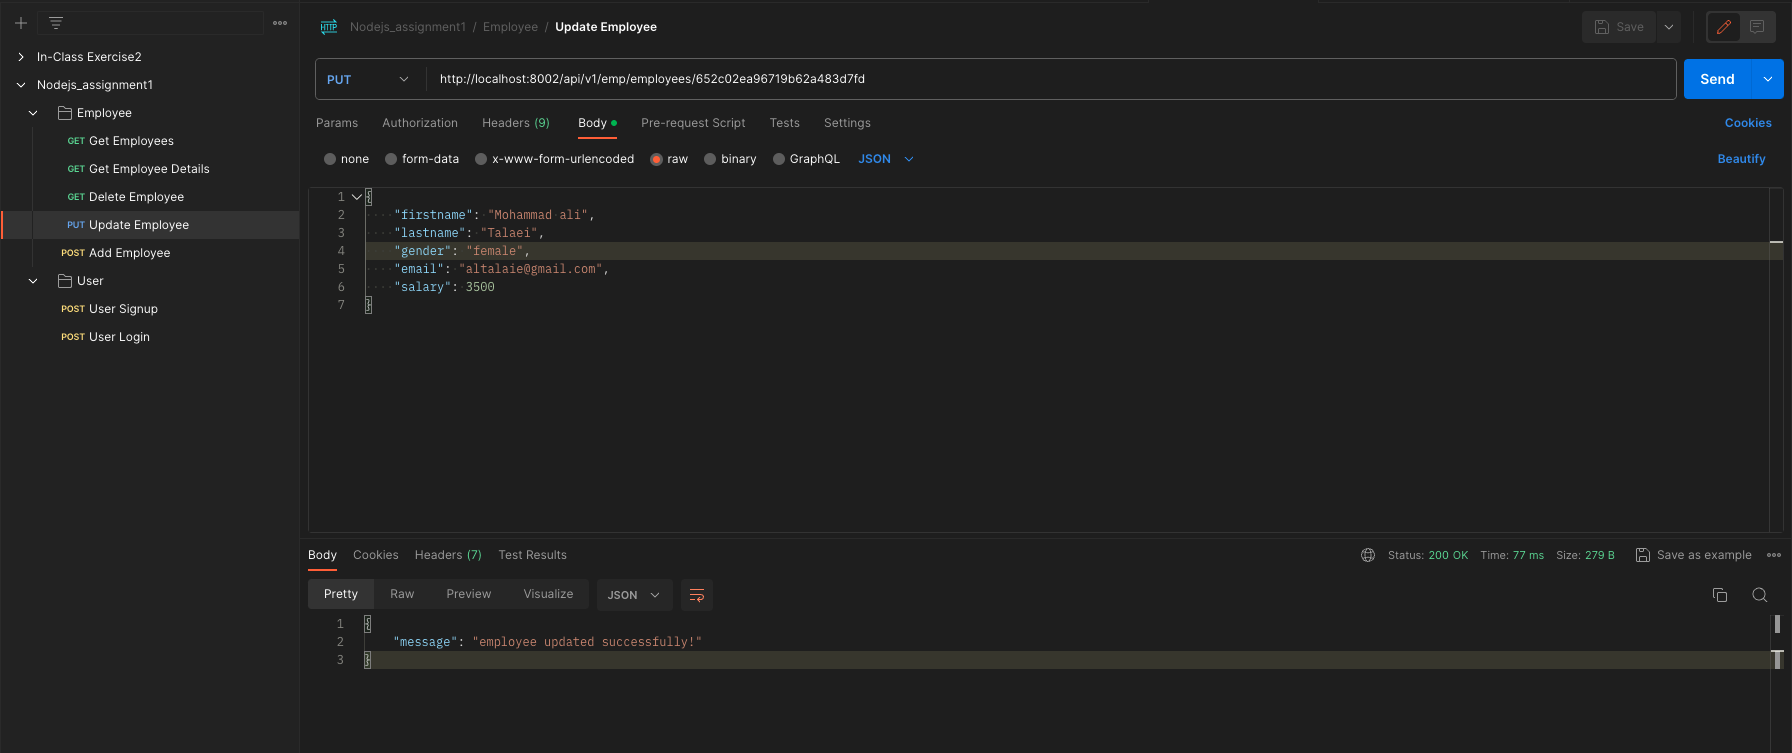 Nodejs_assignment1 / Employee / Update Employee
Save
In-Class Exercise2
Nodejs_assignment1
Employee
GET Get Employees
GET Get Employee Details
GET Delete Employee
PUT Update Employee
POST Add Employee
User
POST User Signup
POST User Login
HTTP
PUT http://localhost:8002/api/v1/emp/employees/652c02ea96719b62a483d7fd Send
Params Authorization Headers (9) Body Pre-request Script Tests Settings Cookies
none form-data x-www-form-urlencoded raw binary GraphQL JSON Beautify
1 {
2 "firstname": "Mohammad ali",
3 "lastname": "Talaei",
4 "gender": "female",
5 "email": "altalaie@gmail.com",
6 "salary": 3500
7 }
Body Cookies Headers (7) Test Results Status: 200 OK Time: 77 ms Size: 279 B Save as example
Pretty Raw Preview Visualize JSON
1 {
2 "message": "employee updated successfully!"
3 }